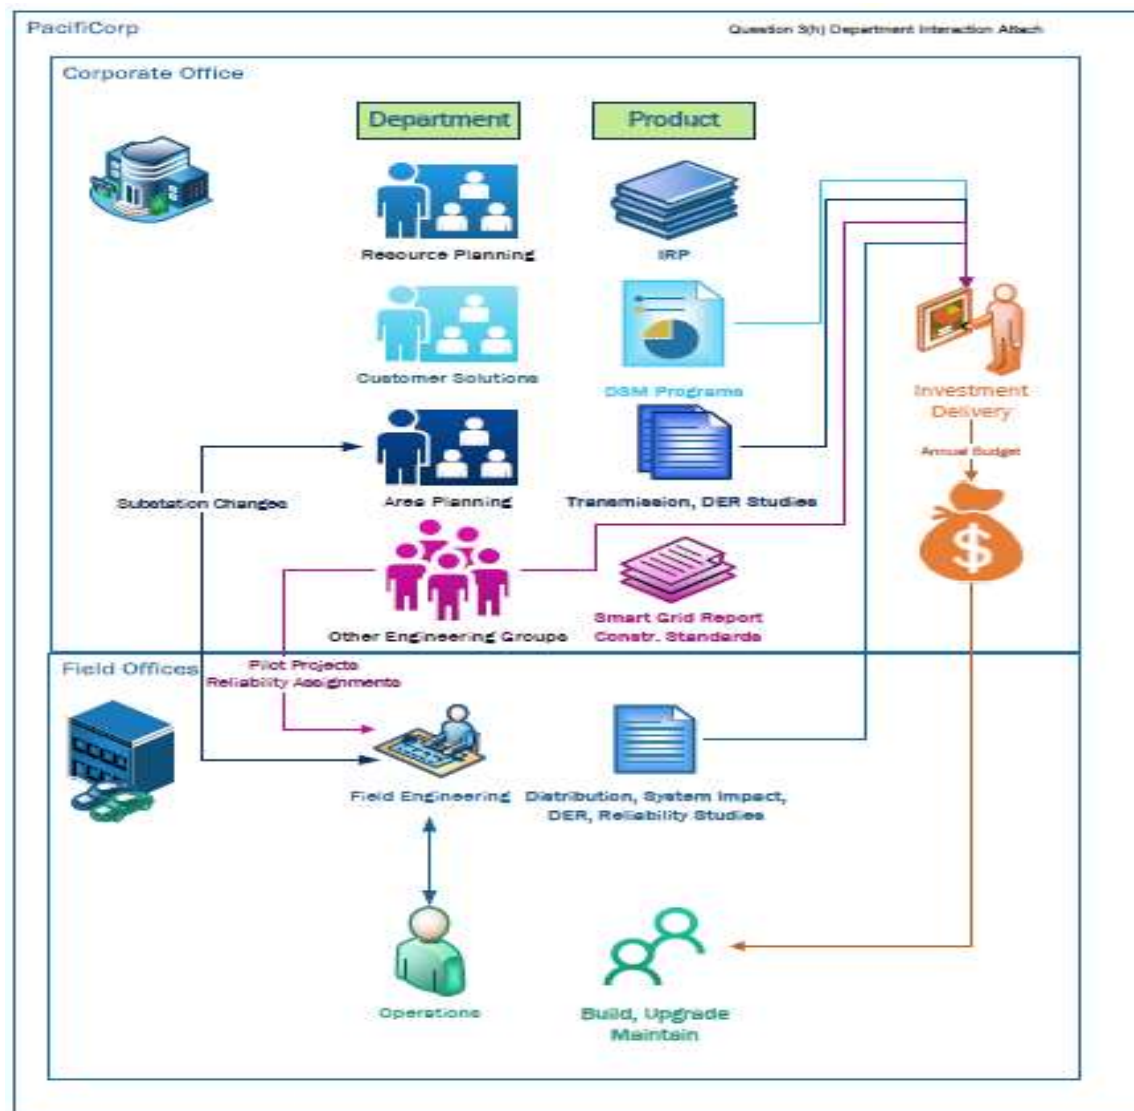 PacifiCorp
Question 3(h) Department Interaction Attach
Corporate Office
Department
Product
Resource Planning
IRP
Customer Solutions
DSM Programs
Investment
Delivery
Annual Budget
$
Substation Changes
Area Planning
Transmission, DER Studies
Other Engineering Groups
Smart Grid Report
Constr. Standards
Field Offices
Pilot Projects
Reliability Assignments
Field Engineering
Distribution, System Impact,
DER, Reliability Studies
Operations
Build, Upgrade
Maintain